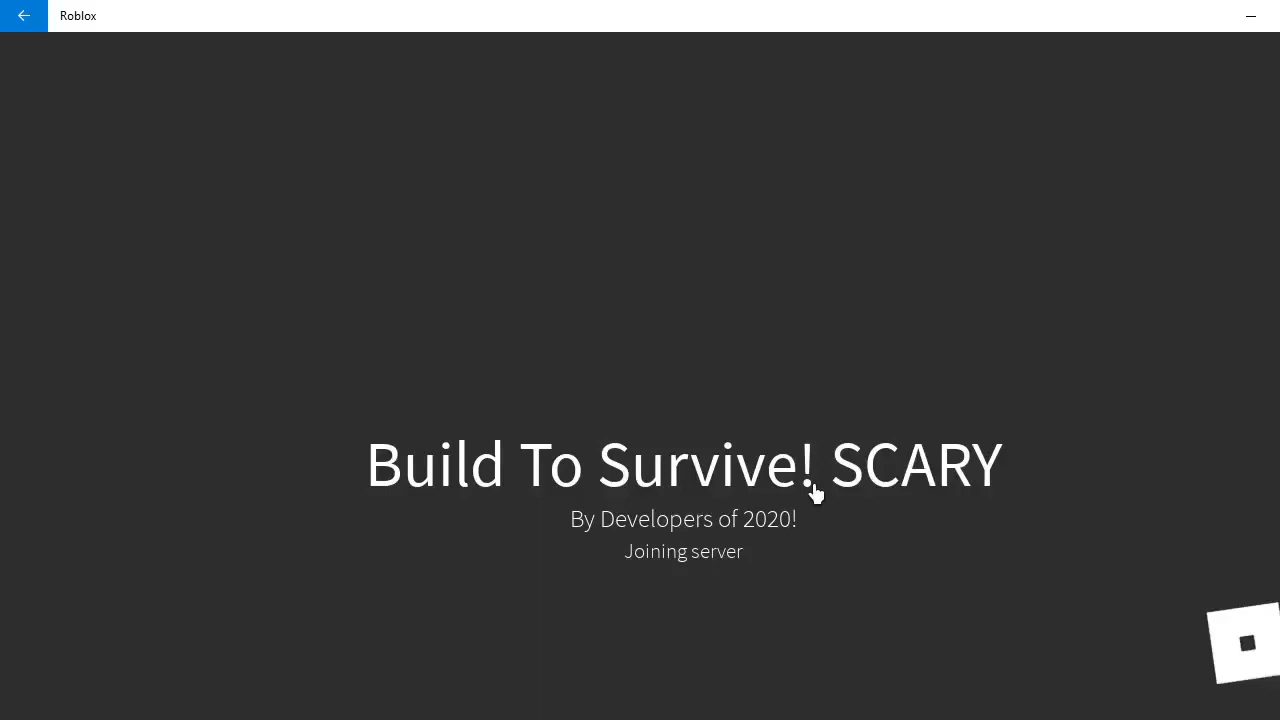 Roblox
Build To Survive! SCARY
By Developers of 2020!
Joining server